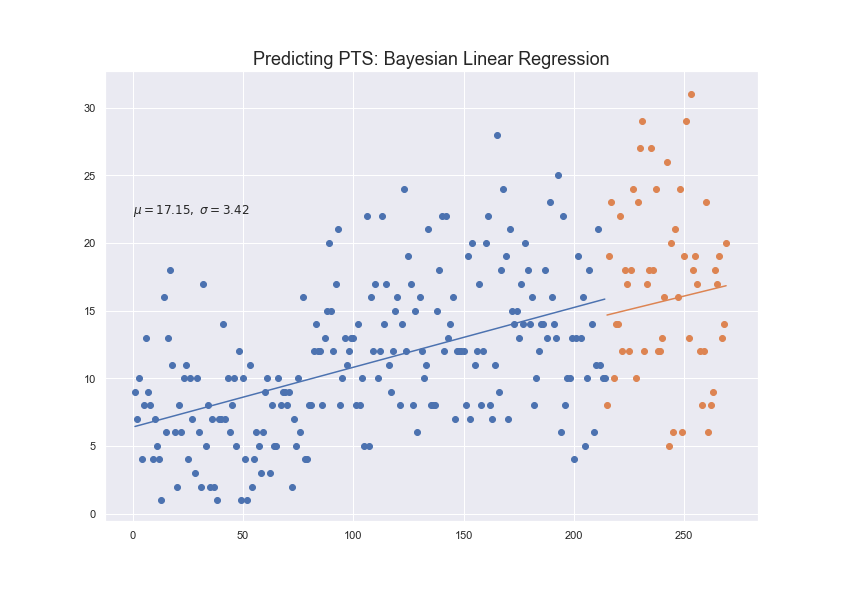 Predicting PTS: Bayesian Linear Regression
30
25
μ = 17.15, σ = 3.42
20
15
10
5
0
0 50 100 150 200 250